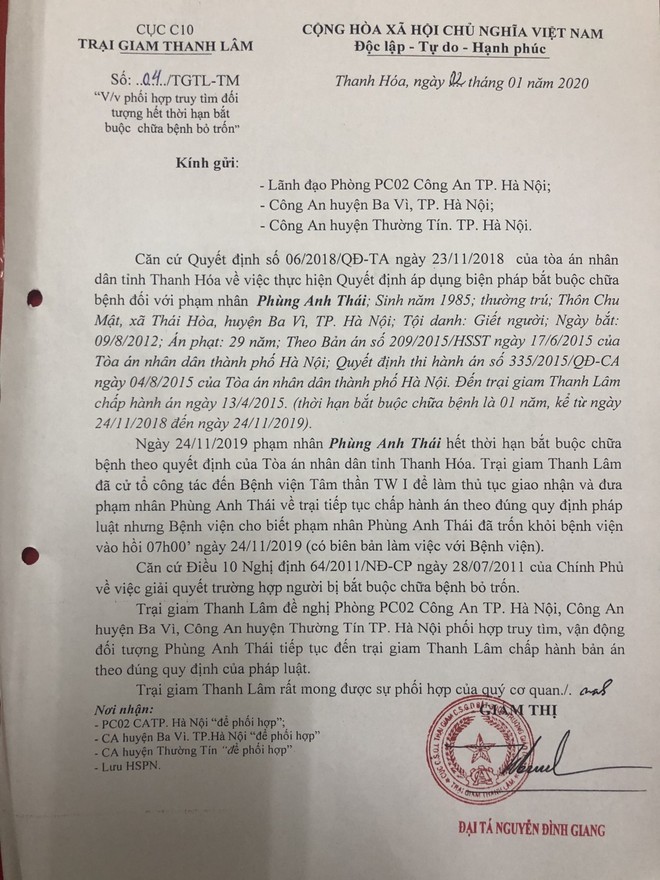 CỤC C10
TRẠI GIAM THANH LÂM
CỘNG HÒA XÃ HỘI CHỦ NGHĨA VIỆT NAM
Độc lập - Tự do - Hạnh phúc
Số: ..04../TGTL-TM
"V/v phối hợp truy tìm đối
tượng hết thời hạn bắt
buộc chữa bệnh bỏ trốn"
Thanh Hóa, ngày 02 tháng 01 năm 2020
Kính gửi:
- Lãnh đạo Phòng PC02 Công An TP. Hà Nội;
- Công An huyện Ba Vì, TP. Hà Nội;
- Công An huyện Thường Tín. TP. Hà Nội.
Căn cứ Quyết định số 06/2018/QĐ-TA ngày 23/11/2018 của tòa án nhân
dân tỉnh Thanh Hóa về việc thực hiện Quyết định áp dụng biện pháp bắt buộc chữa
bệnh đối với phạm nhân Phùng Anh Thái; Sinh năm 1985; thường trú; Thôn Chu
Mật, xã Thái Hòa, huyện Ba Vì, TP. Hà Nội; Tội danh: Giết người; Ngày bắt:
09/8/2012; Án phạt: 29 năm; Theo Bản án số 209/2015/HSST ngày 17/6/2015 của
Tòa án nhân dân thành phố Hà Nội; Quyết định thi hành án số 335/2015/QĐ-CA
ngày 04/8/2015 của Tòa án nhân dân thành phố Hà Nội. Đến trại giam Thanh Lâm
chấp hành án ngày 13/4/2015. (thời hạn bắt buộc chữa bệnh là 01 năm, kể từ ngày
24/11/2018 đến ngày 24/11/2019).
Ngày 24/11/2019 phạm nhân Phùng Anh Thái hết thời hạn bắt buộc chữa
bệnh theo quyết định của Tòa án nhân dân tỉnh Thanh Hóa. Trại giam Thanh Lâm
đã cử tổ công tác đến Bệnh viện Tâm thần TW I để làm thủ tục giao nhận và đưa
phạm nhân Phùng Anh Thái về trại tiếp tục chấp hành án theo đúng quy định pháp
luật nhưng Bệnh viện cho biết phạm nhân Phùng Anh Thái đã trốn khỏi bệnh viện
vào hồi 07h00' ngày 24/11/2019 (có biên bản làm việc với Bệnh viện).
Căn cứ Điều 10 Nghị định 64/2011/NĐ-CP ngày 28/07/2011 của Chính Phủ
về việc giải quyết trường hợp người bị bắt buộc chữa bệnh bỏ trốn.
Trại giam Thanh Lâm đề nghị Phòng PC02 Công An TP. Hà Nội, Công An
huyện Ba Vì, Công An huyện Thường Tín TP. Hà Nội phối hợp truy tìm, vận động
đối tượng Phùng Anh Thái tiếp tục đến trại giam Thanh Lâm chấp hành bản án
theo đúng quy định của pháp luật.
Trại giam Thanh Lâm rất mong được sự phối hợp của quý cơ quan./.
Nơi nhận:
- PC02 CATP. Hà Nội "để phối hợp";
- CA huyện Ba Vì. TP.Hà Nội "để phối hợp"
- CA huyện Thường Tín "để phối hợp"
- Lưu HSPN.
GIÁM THỊ
TRẠI GIAM THANH LÂM
ĐẠI TÁ NGUYỄN ĐÌNH GIANG